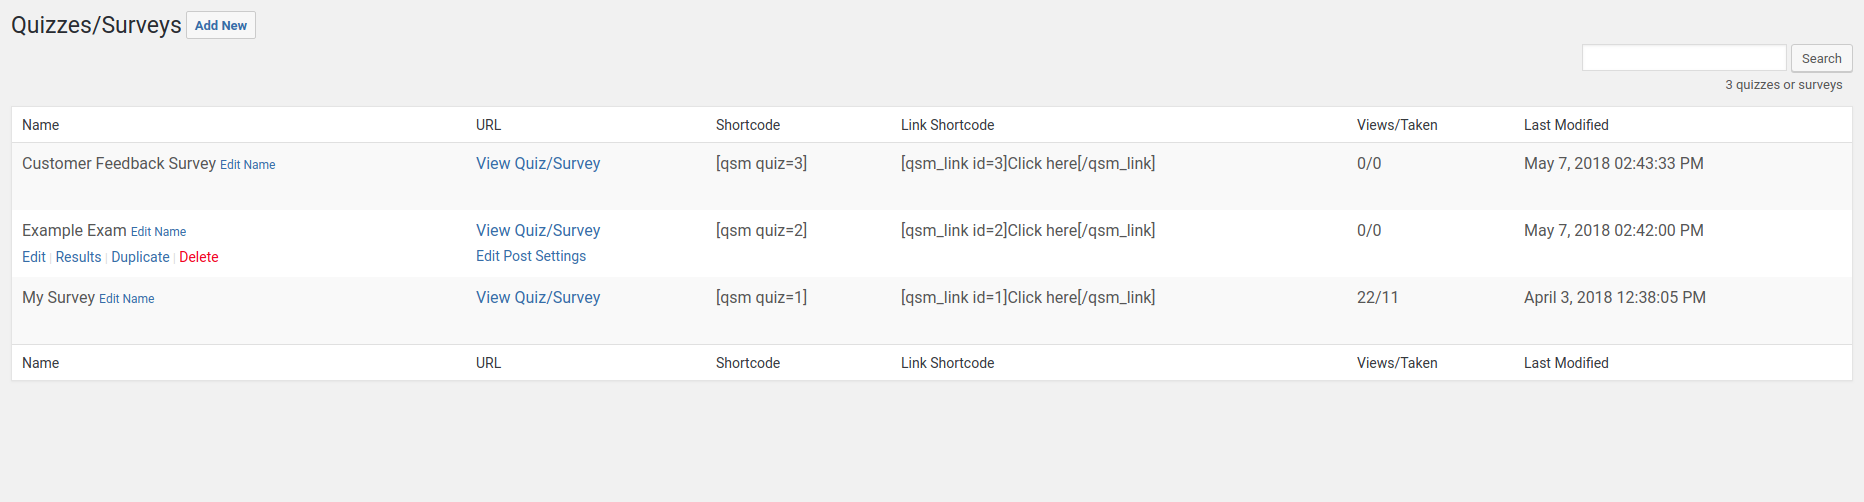 Quizzes/Surveys Add New
Search
3 quizzes or surveys
Name URL Shortcode Link Shortcode Views/Taken Last Modified
Customer Feedback Survey Edit Name View Quiz/Survey [qsm quiz=3] [qsm_link id=3]Click here[/qsm_link] 0/0 May 7, 2018 02:43:33 PM
Example Exam Edit Name View Quiz/Survey [qsm quiz=2] [qsm_link id=2]Click here[/qsm_link] 0/0 May 7, 2018 02:42:00 PM
Edit | Results | Duplicate | Delete Edit Post Settings
My Survey Edit Name View Quiz/Survey [qsm quiz=1] [qsm_link id=1]Click here[/qsm_link] 22/11 April 3, 2018 12:38:05 PM
Name URL Shortcode Link Shortcode Views/Taken Last Modified